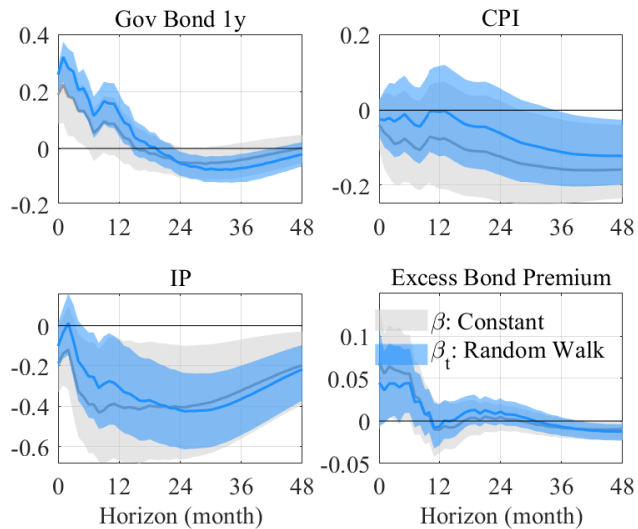 Gov Bond 1y
0.4
0.2
0
-0.2
0 12 24 36 48
CPI
0.2
0
-0.2
0 12 24 36 48
IP
0
-0.2
-0.4
-0.6
0 12 24 36 48
Horizon (month)
Excess Bond Premium
β: Constant
βt: Random Walk
0.1
0.05
0
-0.05
0 12 24 36 48
Horizon (month)